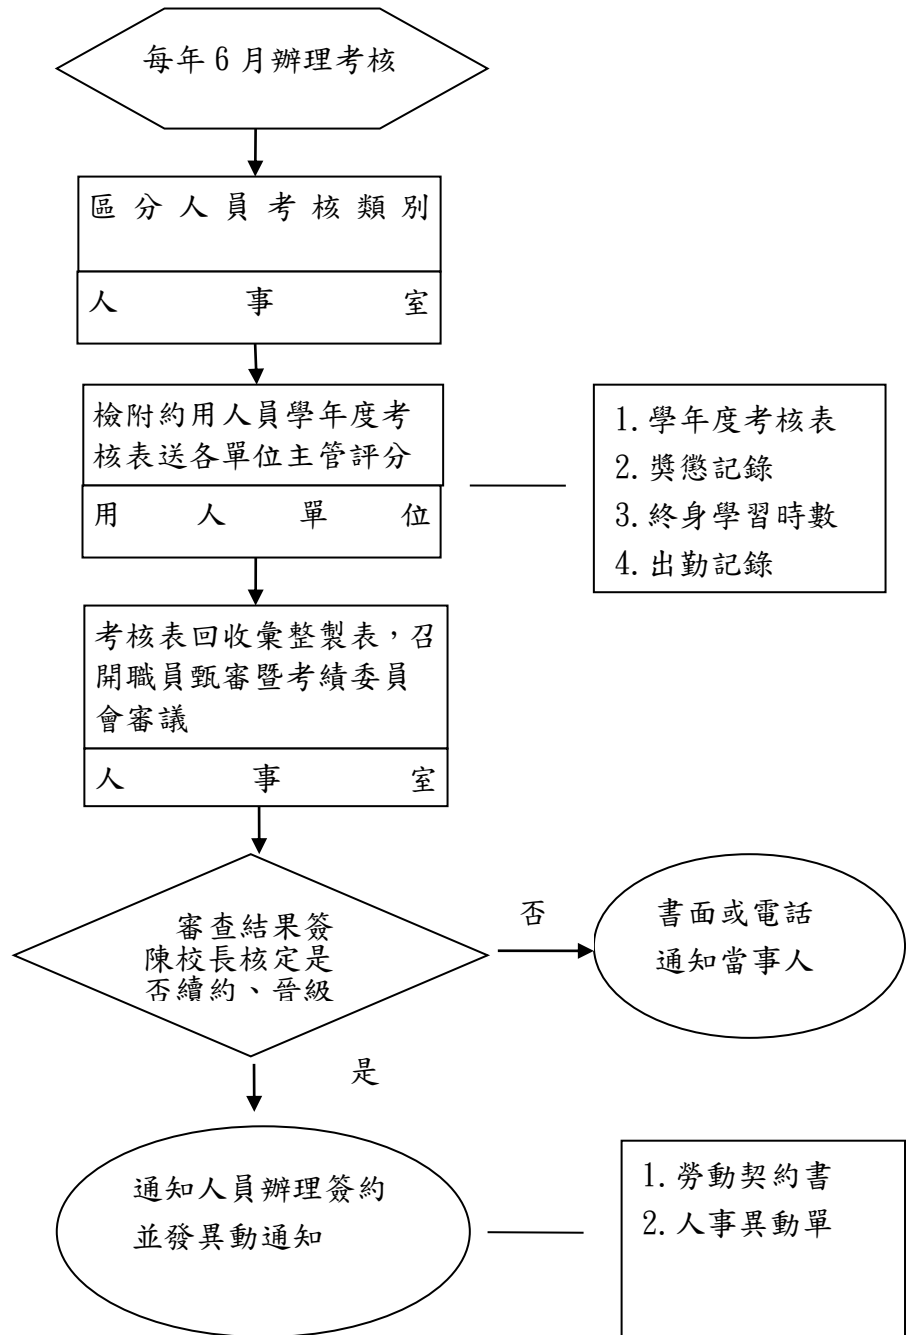 每年6月辦理考核
區分人員考核類別
人事室
檢附約用人員學年度考
核表送各單位主管評分
用人單位
1.學年度考核表
2.獎懲記錄
3.終身學習時數
4.出勤記錄
考核表回收彙整製表，召
開職員甄審暨考績委員
會審議
人事室
審查結果簽
陳校長核定是
否續約、晉級
否
書面或電話
通知當事人
是
通知人員辦理簽約
並發異動通知
1.勞動契約書
2.人事異動單